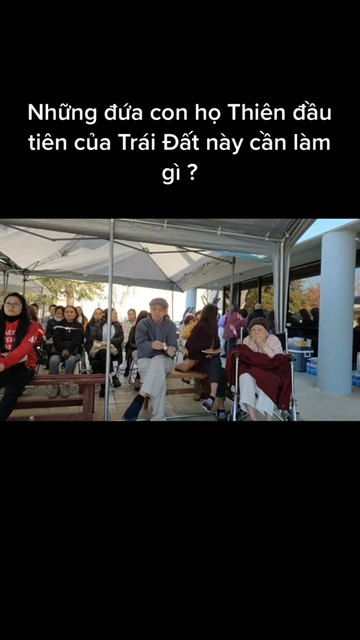 Những đứa con họ Thiên đầu
tiên của Trái Đất này cần làm
gì ?